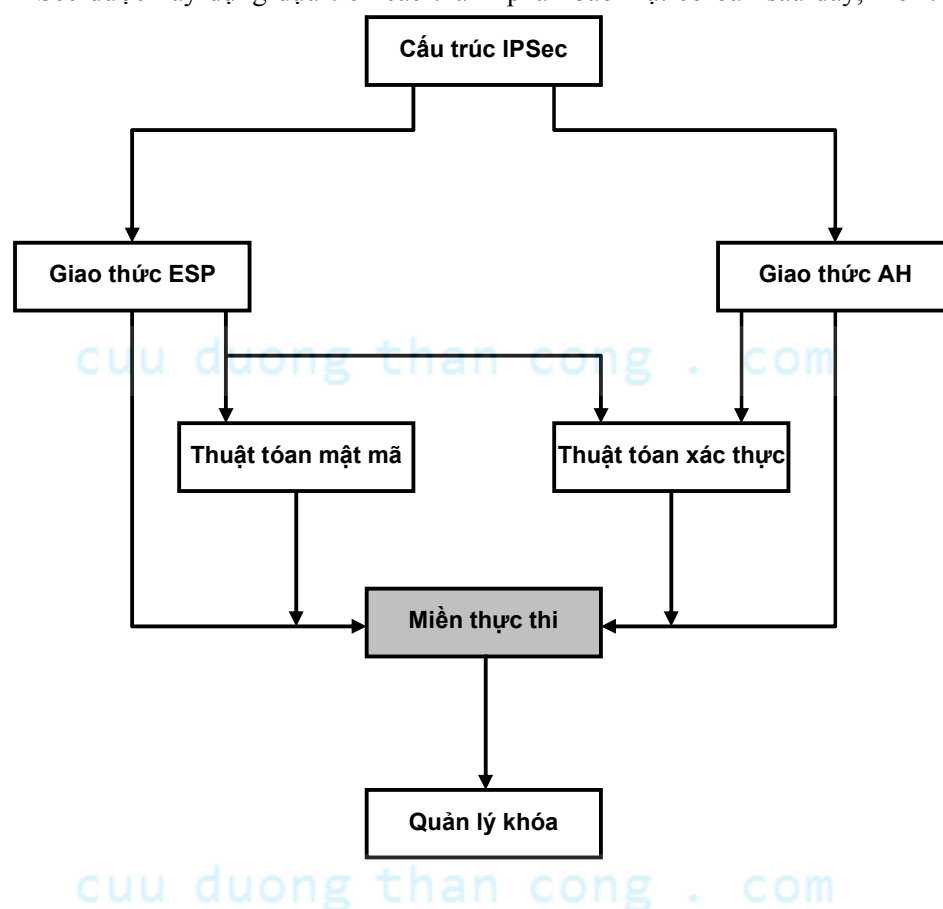 Cấu trúc IPSec
Giao thức ESP
Giao thức AH
cuu duong than cong . com
Thuật tóan mật mã
Thuật tóan xác thực
Miền thực thi
Quản lý khóa
cuu duong than cong . com